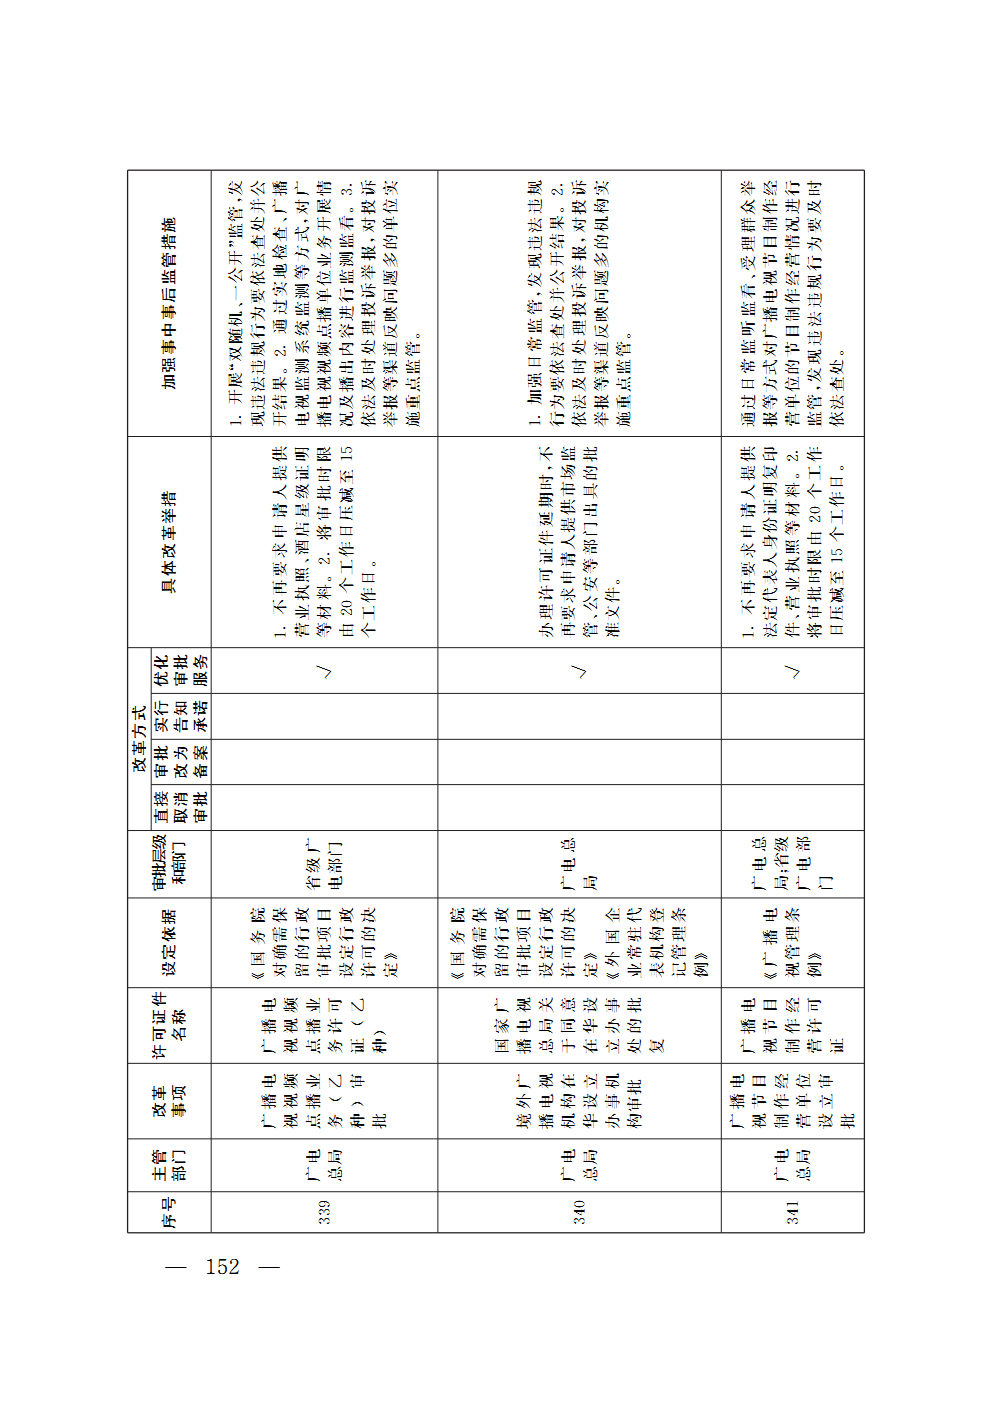 序号
主管
部门
改革
事项
许可证件
名称
设定依据
审批层级
和部门
改革方式
直接
取消
审批
审批
改为
备案
实行
告知
承诺
优化
审批
服务
具体改革举措
加强事中事后监管措施
339
广电
总局
广播电
视视频
点播业
务（乙
种）审
批
广播电
视视频
点播业
务许可
证（乙
种）
《国务院
对确需保
留的行政
审批项目
设定行政
许可的决
定》
省级广
电部门
√
1. 不再要求申请人提供
营业执照、酒店星级证明
等材料。2. 将审批时限
由 20 个工作日压减至 15
个工作日。
1. 开展“双随机、一公开”监管,发
现违法违规行为要依法查处并公
开结果。2. 通过实地检查、广播
电视监测系统监测等方式,对广
播电视视频点播单位业务开展情
况及播出内容进行监测监看。3.
依法及时处理投诉举报,对投诉
举报等渠道反映问题多的单位实
施重点监管。
340
广电
总局
境外广
播电视
机构在
华设立
办事机
构审批
国家广
播电视
总局关
于同意
在华设
立办事
处的批
复
《国务院
对确需保
留的行政
审批项目
设定行政
许可的决
定》
《外国企
业常驻代
表机构登
记管理条
例》
广电总
局
√
办理许可证件延期时,不
再要求申请人提供市场监
管、公安等部门出具的批
准文件。
1. 加强日常监管,发现违法违规
行为要依法查处并公开结果。2.
依法及时处理投诉举报,对投诉
举报等渠道反映问题多的机构实
施重点监管。
341
广电
总局
广播电
视节目
制作经
营单位
设立审
批
广播电
视节目
制作经
营许可
证
《广播电
视管理条
例》
广电总
局;省级
广电部
门
√
1. 不再要求申请人提供
法定代表人身份证明复印
件、营业执照等材料。2.
将审批时限由 20 个工作
日压减至 15 个工作日。
通过日常监听监看、受理群众举
报等方式对广播电视节目制作经
营单位的节目制作经营情况进行
监管,发现违法违规行为要及时
依法查处。
— 152 —